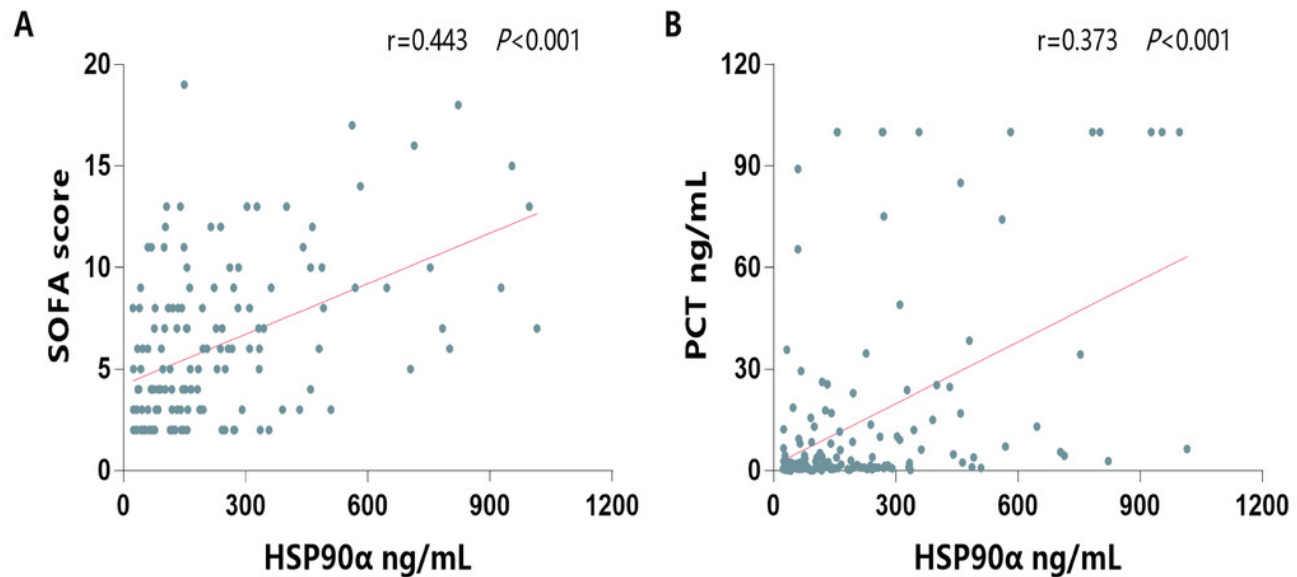 A
r=0.443 P<0.001
20
15
10
5
0
SOFA score
0 300 600 900 1200
HSP90α ng/mL
B
r=0.373 P<0.001
120
90
60
30
0
PCT ng/mL
0 300 600 900 1200
HSP90α ng/mL